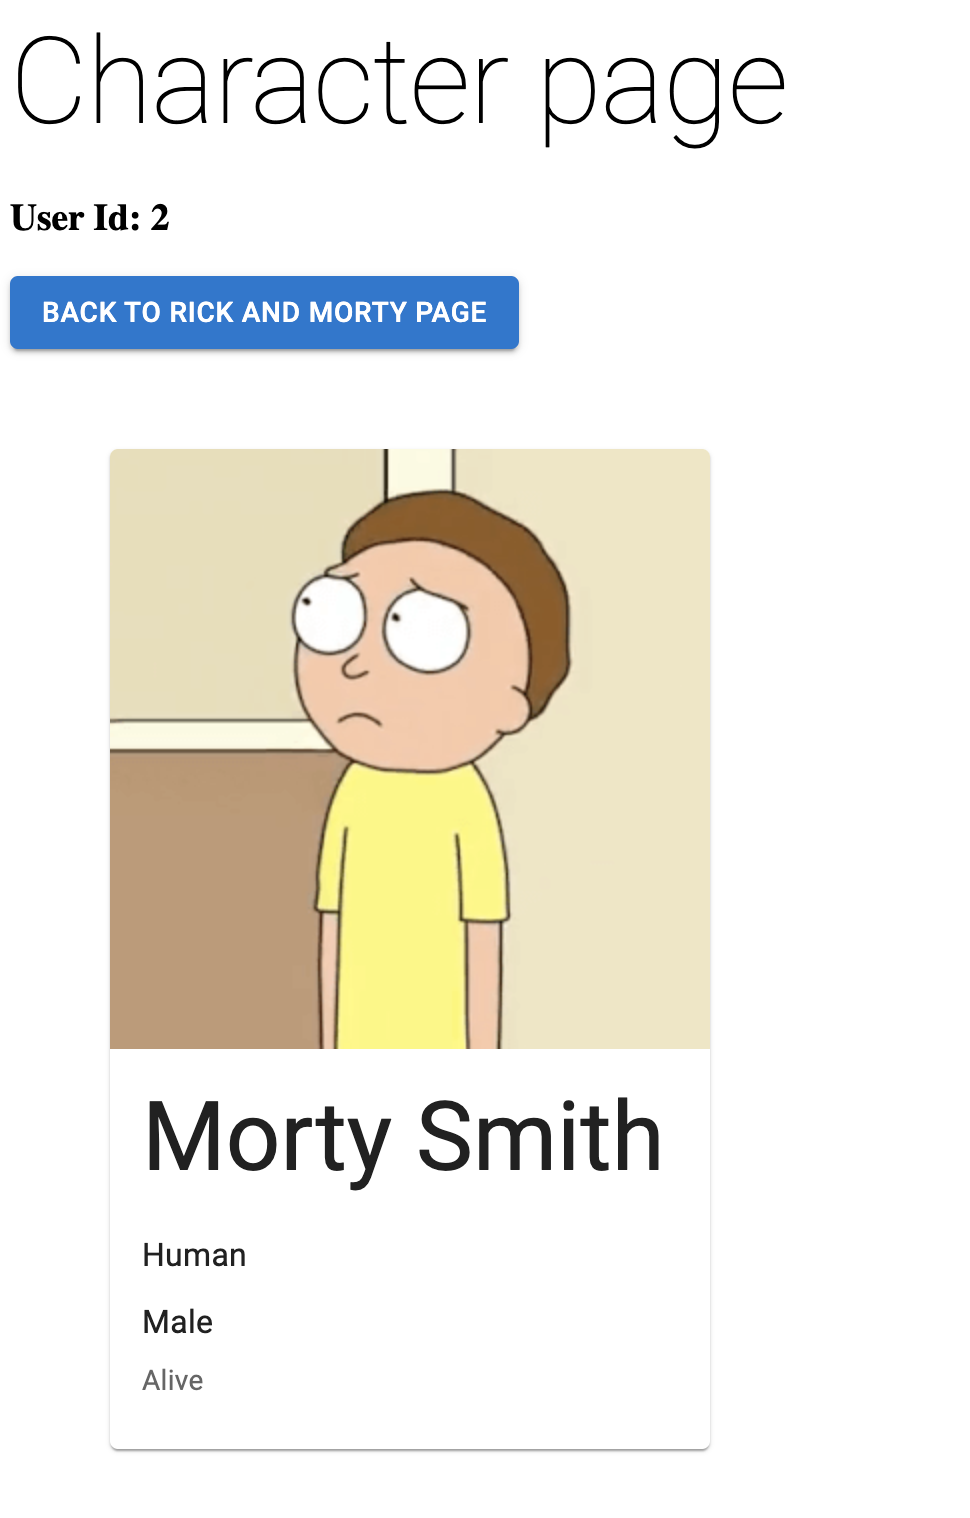 Character page
User Id: 2
BACK TO RICK AND MORTY PAGE
Morty Smith
Human
Male
Alive